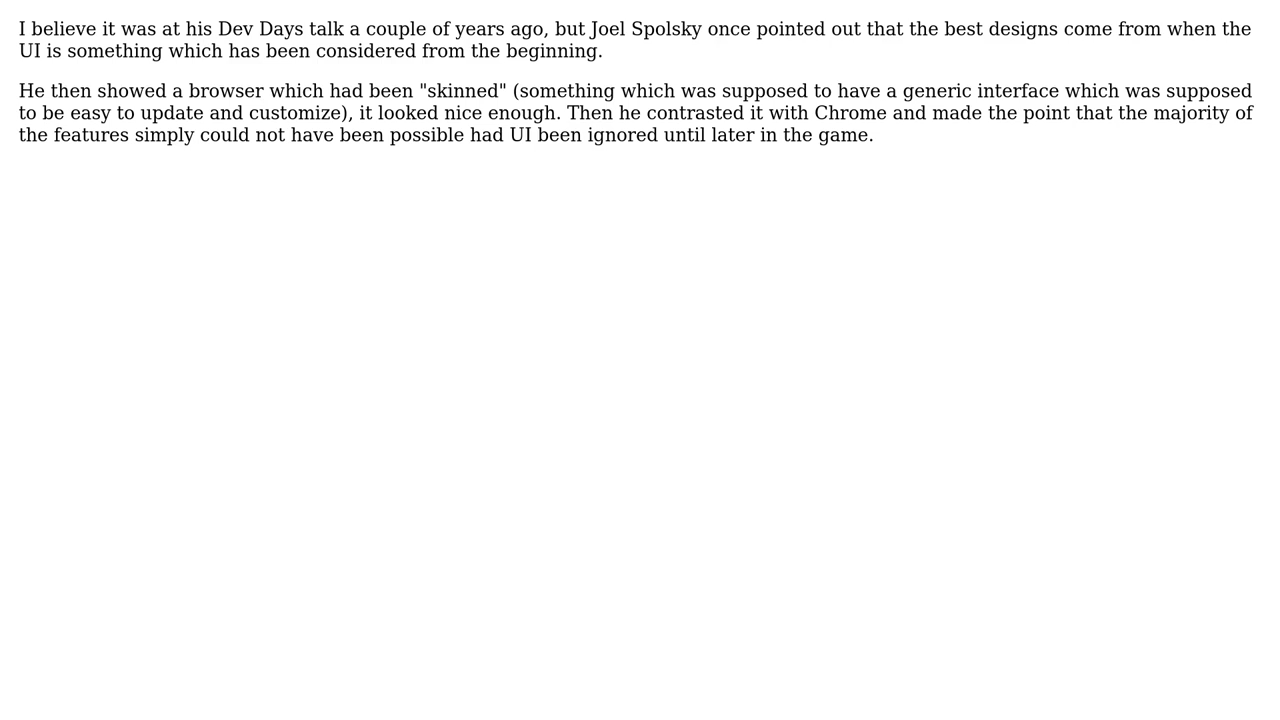 I believe it was at his Dev Days talk a couple of years ago, but Joel Spolsky once pointed out that the best designs come from when the
UI is something which has been considered from the beginning.
He then showed a browser which had been "skinned" (something which was supposed to have a generic interface which was supposed
to be easy to update and customize), it looked nice enough. Then he contrasted it with Chrome and made the point that the majority of
the features simply could not have been possible had UI been ignored until later in the game.